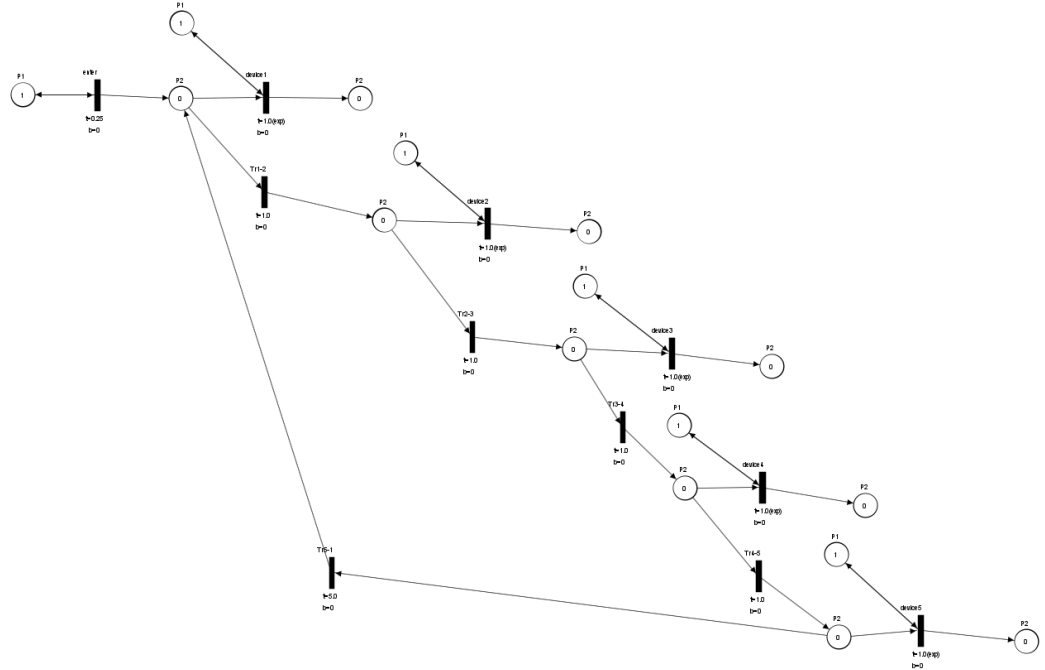 P1
1
P1
1
enter
t=0.25
b=0
P2
0
device1
t=1.0(exp)
b=0
P2
0
Tr1-2
t=1.0
b=0
P1
1
P2
0
device2
t=1.0(exp)
b=0
P2
0
Tr2-3
t=1.0
b=0
P1
1
P2
0
device3
t=1.0(exp)
b=0
P2
0
Tr3-4
t=1.0
b=0
P1
1
P2
0
device4
t=1.0(exp)
b=0
P2
0
Tr4-5
t=1.0
b=0
P1
1
Tr5-1
t=5.0
b=0
P2
0
device5
t=1.0(exp)
b=0
P2
0